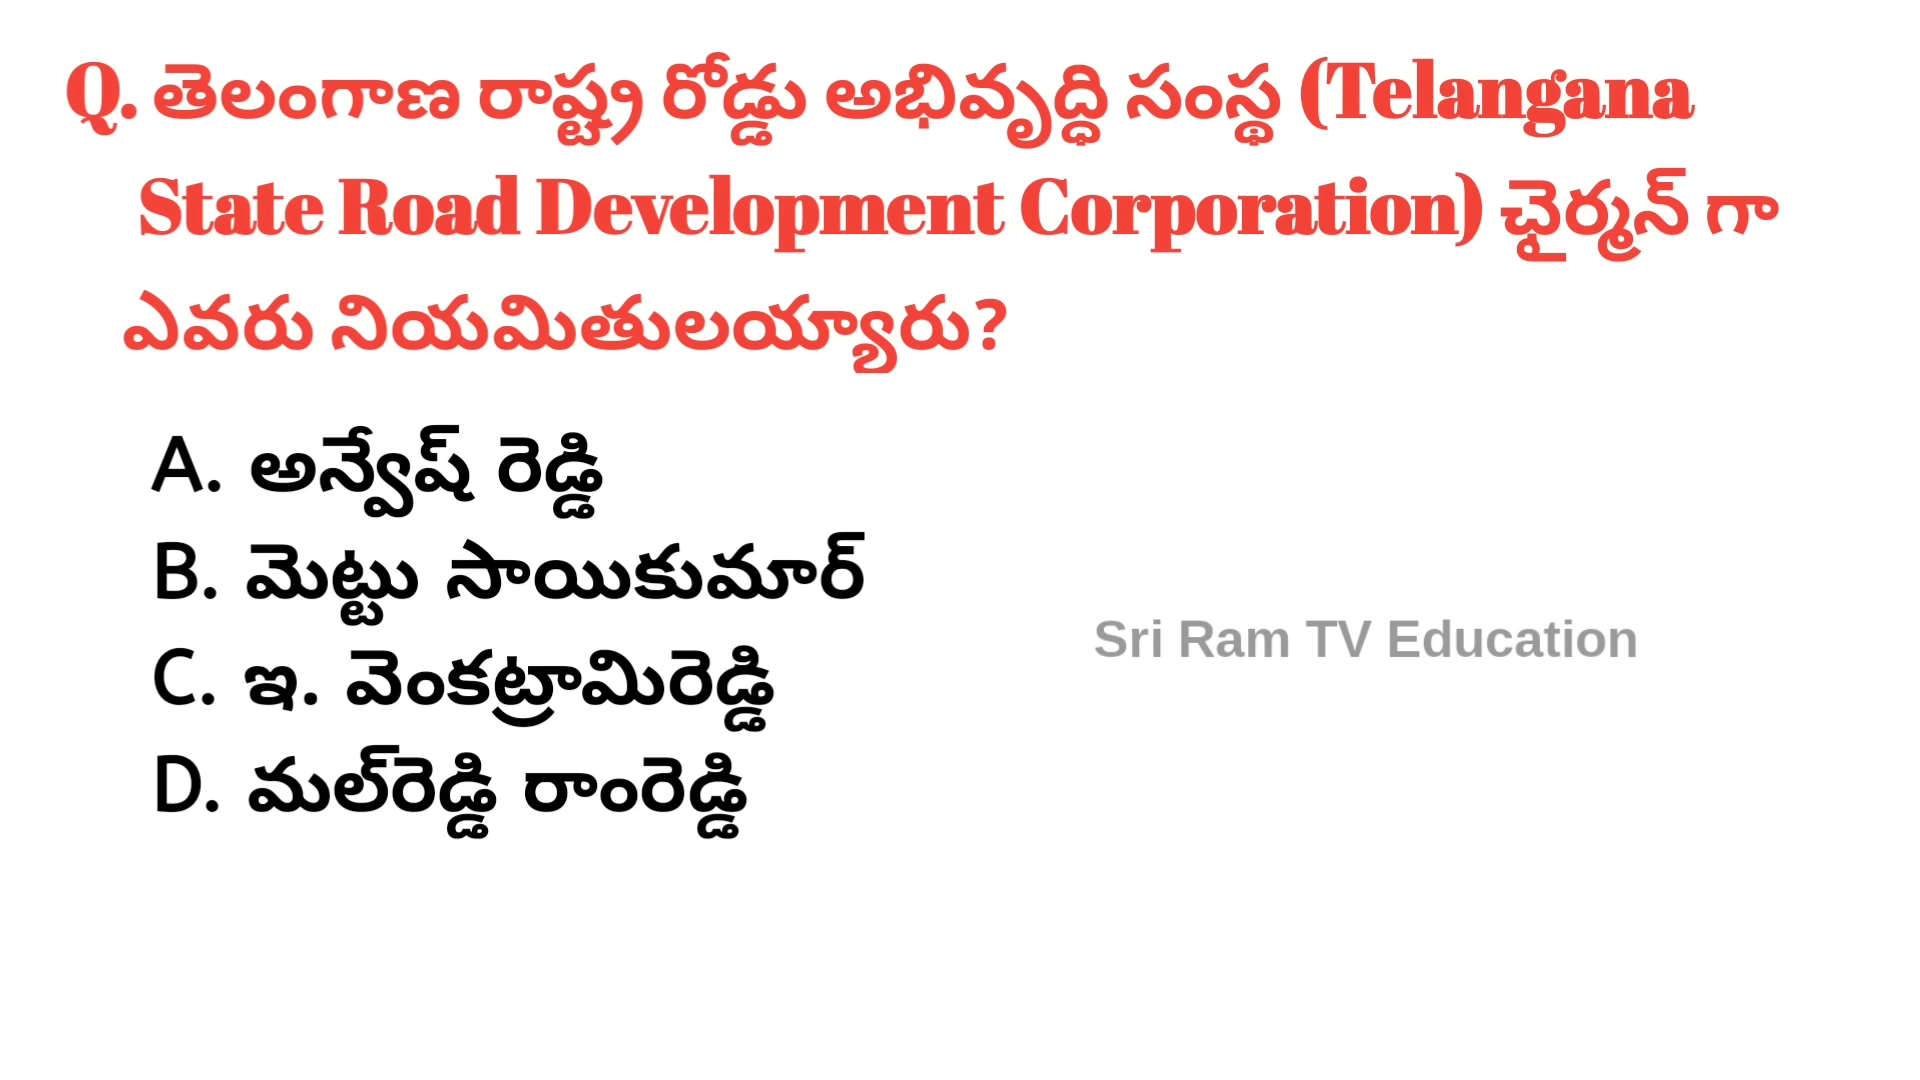 Q. తెలంగాణ రాష్ట్ర రోడ్డు అభివృద్ధి సంస్థ (Telangana
State Road Development Corporation) ఛైర్మన్ గా
ఎవరు నియమితులయ్యారు?
A. అన్వేష్ రెడ్డి
B. మెట్టు సాయికుమార్
C. ఇ. వెంకట్రామిరెడ్డి
D. మల్‌రెడ్డి రాంరెడ్డి
Sri Ram TV Education